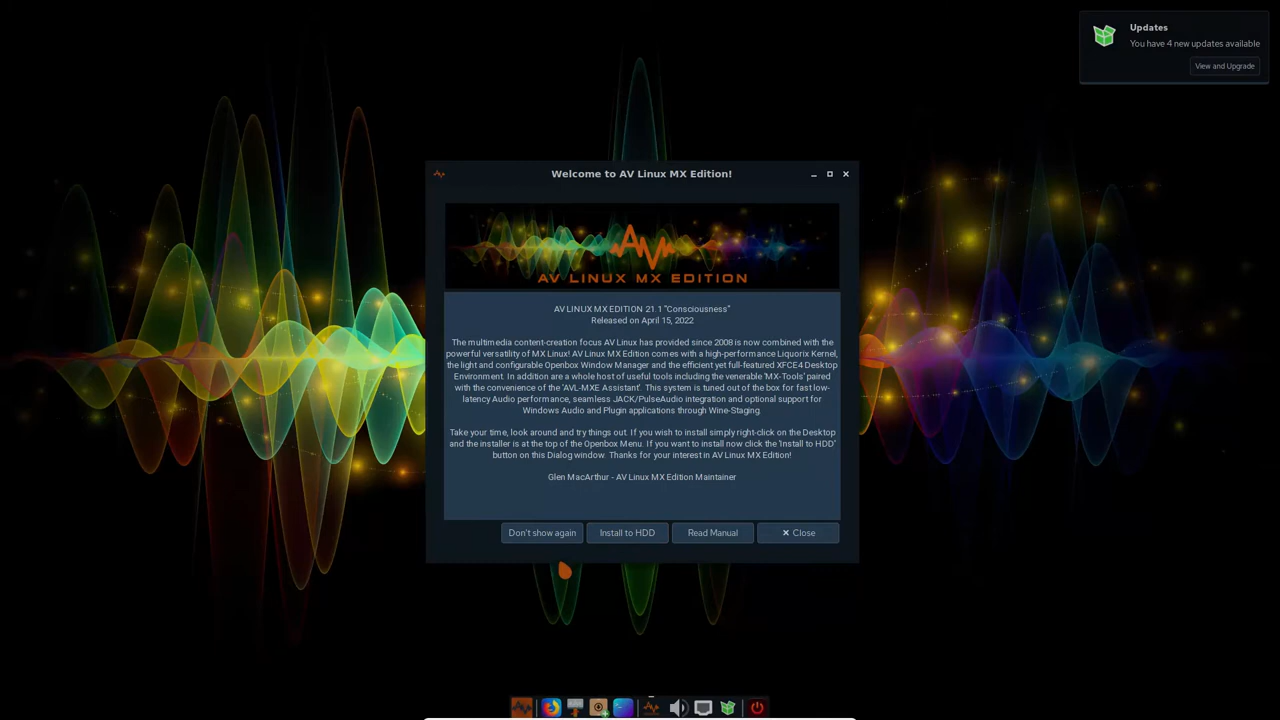 Updates
You have 4 new updates available
View and Upgrade
Welcome to AV Linux MX Edition!
AV LINUX MX EDITION
AV LINUX MX EDITION 21.1 "Consciousness"
Released on April 15, 2022
The multimedia content-creation focus AV Linux has provided since 2008 is now combined with the
powerful versatility of MX Linux! AV Linux MX Edition comes with a high-performance Liquorix Kernel,
the light and configurable Openbox Window Manager and the efficient yet full-featured XFCE4 Desktop
Environment. In addition are a whole host of useful tools including the venerable 'MX-Tools' paired
with the convenience of the 'AVL-MXE Assistant'. This system is tuned out of the box for fast low-
latency Audio performance, seamless JACK/PulseAudio integration and optional support for
Windows Audio and Plugin applications through Wine-Staging.
Take your time, look around and try things out. If you wish to install simply right-click on the Desktop
and the installer is at the top of the Openbox Menu. If you want to install now click the 'Install to HDD'
button on this Dialog window. Thanks for your interest in AV Linux MX Edition!
Glen MacArthur - AV Linux MX Edition Maintainer
Don't show again
Install to HDD
Read Manual
Close